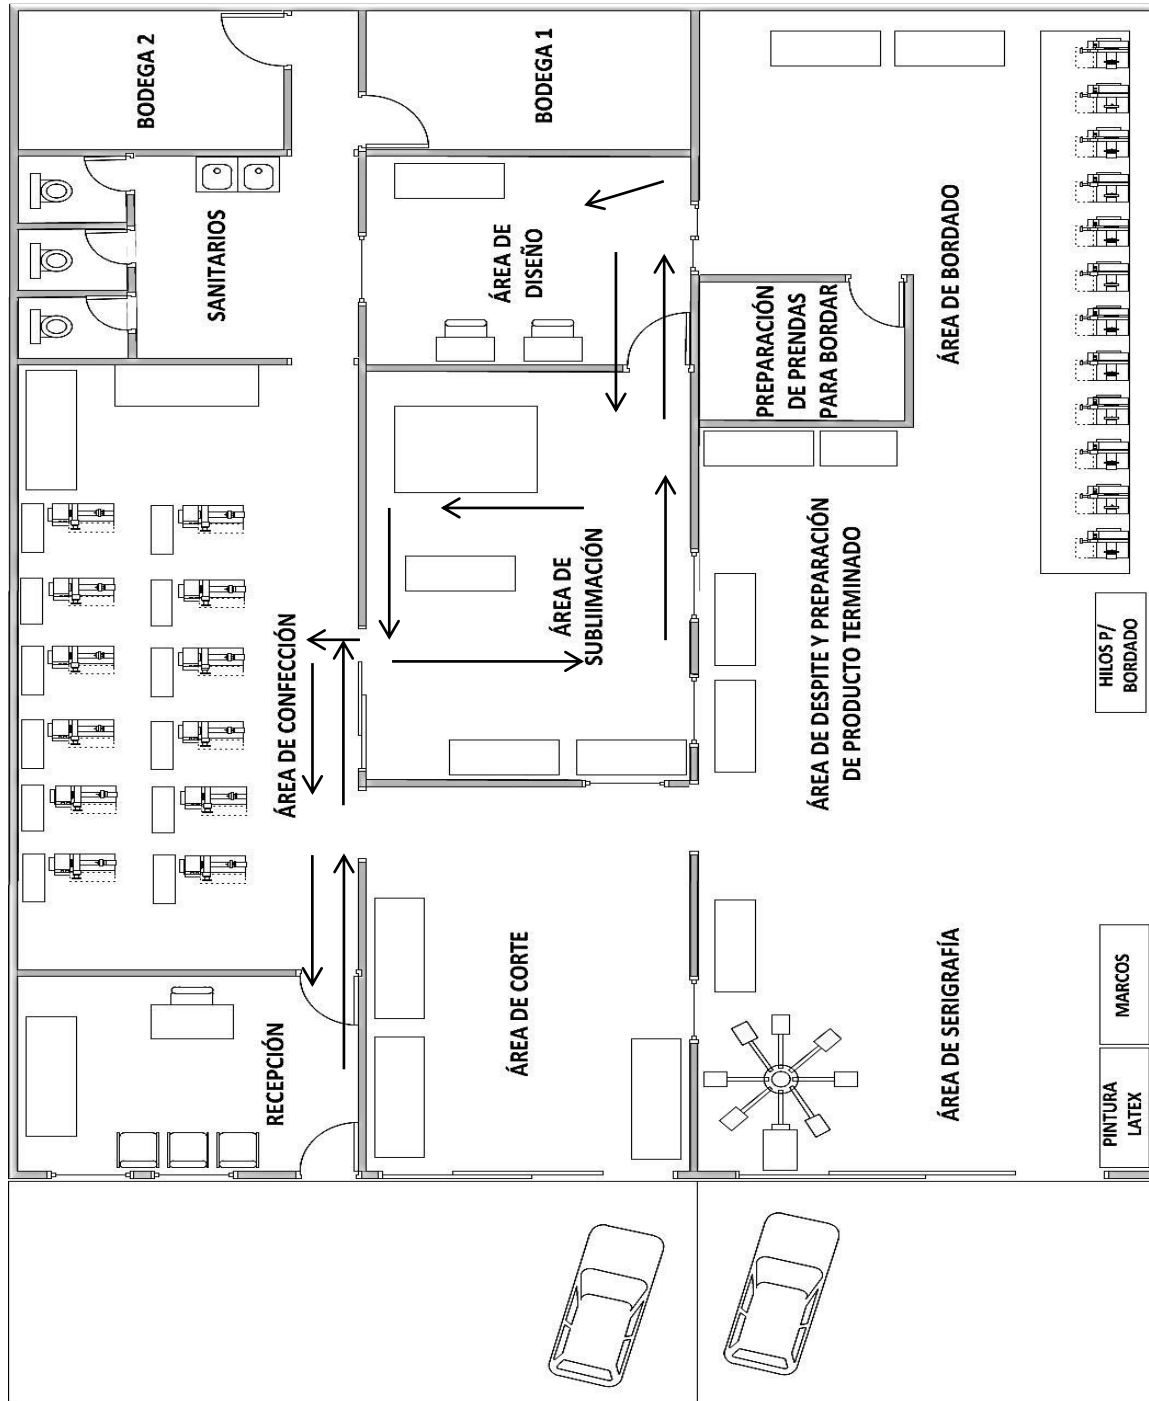 BODEGA 2
BODEGA 1
SANITARIOS
ÁREA DE
DISEÑO
PREPARACIÓN
DE PRENDAS
PARA BORDAR
ÁREA DE BORDADO
ÁREA DE CONFECCIÓN
ÁREA DE
SUBLIIMACIÓN
ÁREA DE DESPITE Y PREPARACIÓN
DE PRODUCTO TERMINADO
HILOS P/
BORDADO
RECEPCIÓN
ÁREA DE CORTE
ÁREA DE SERIGRAFÍA
MARCOS
PINTURA
LATEX